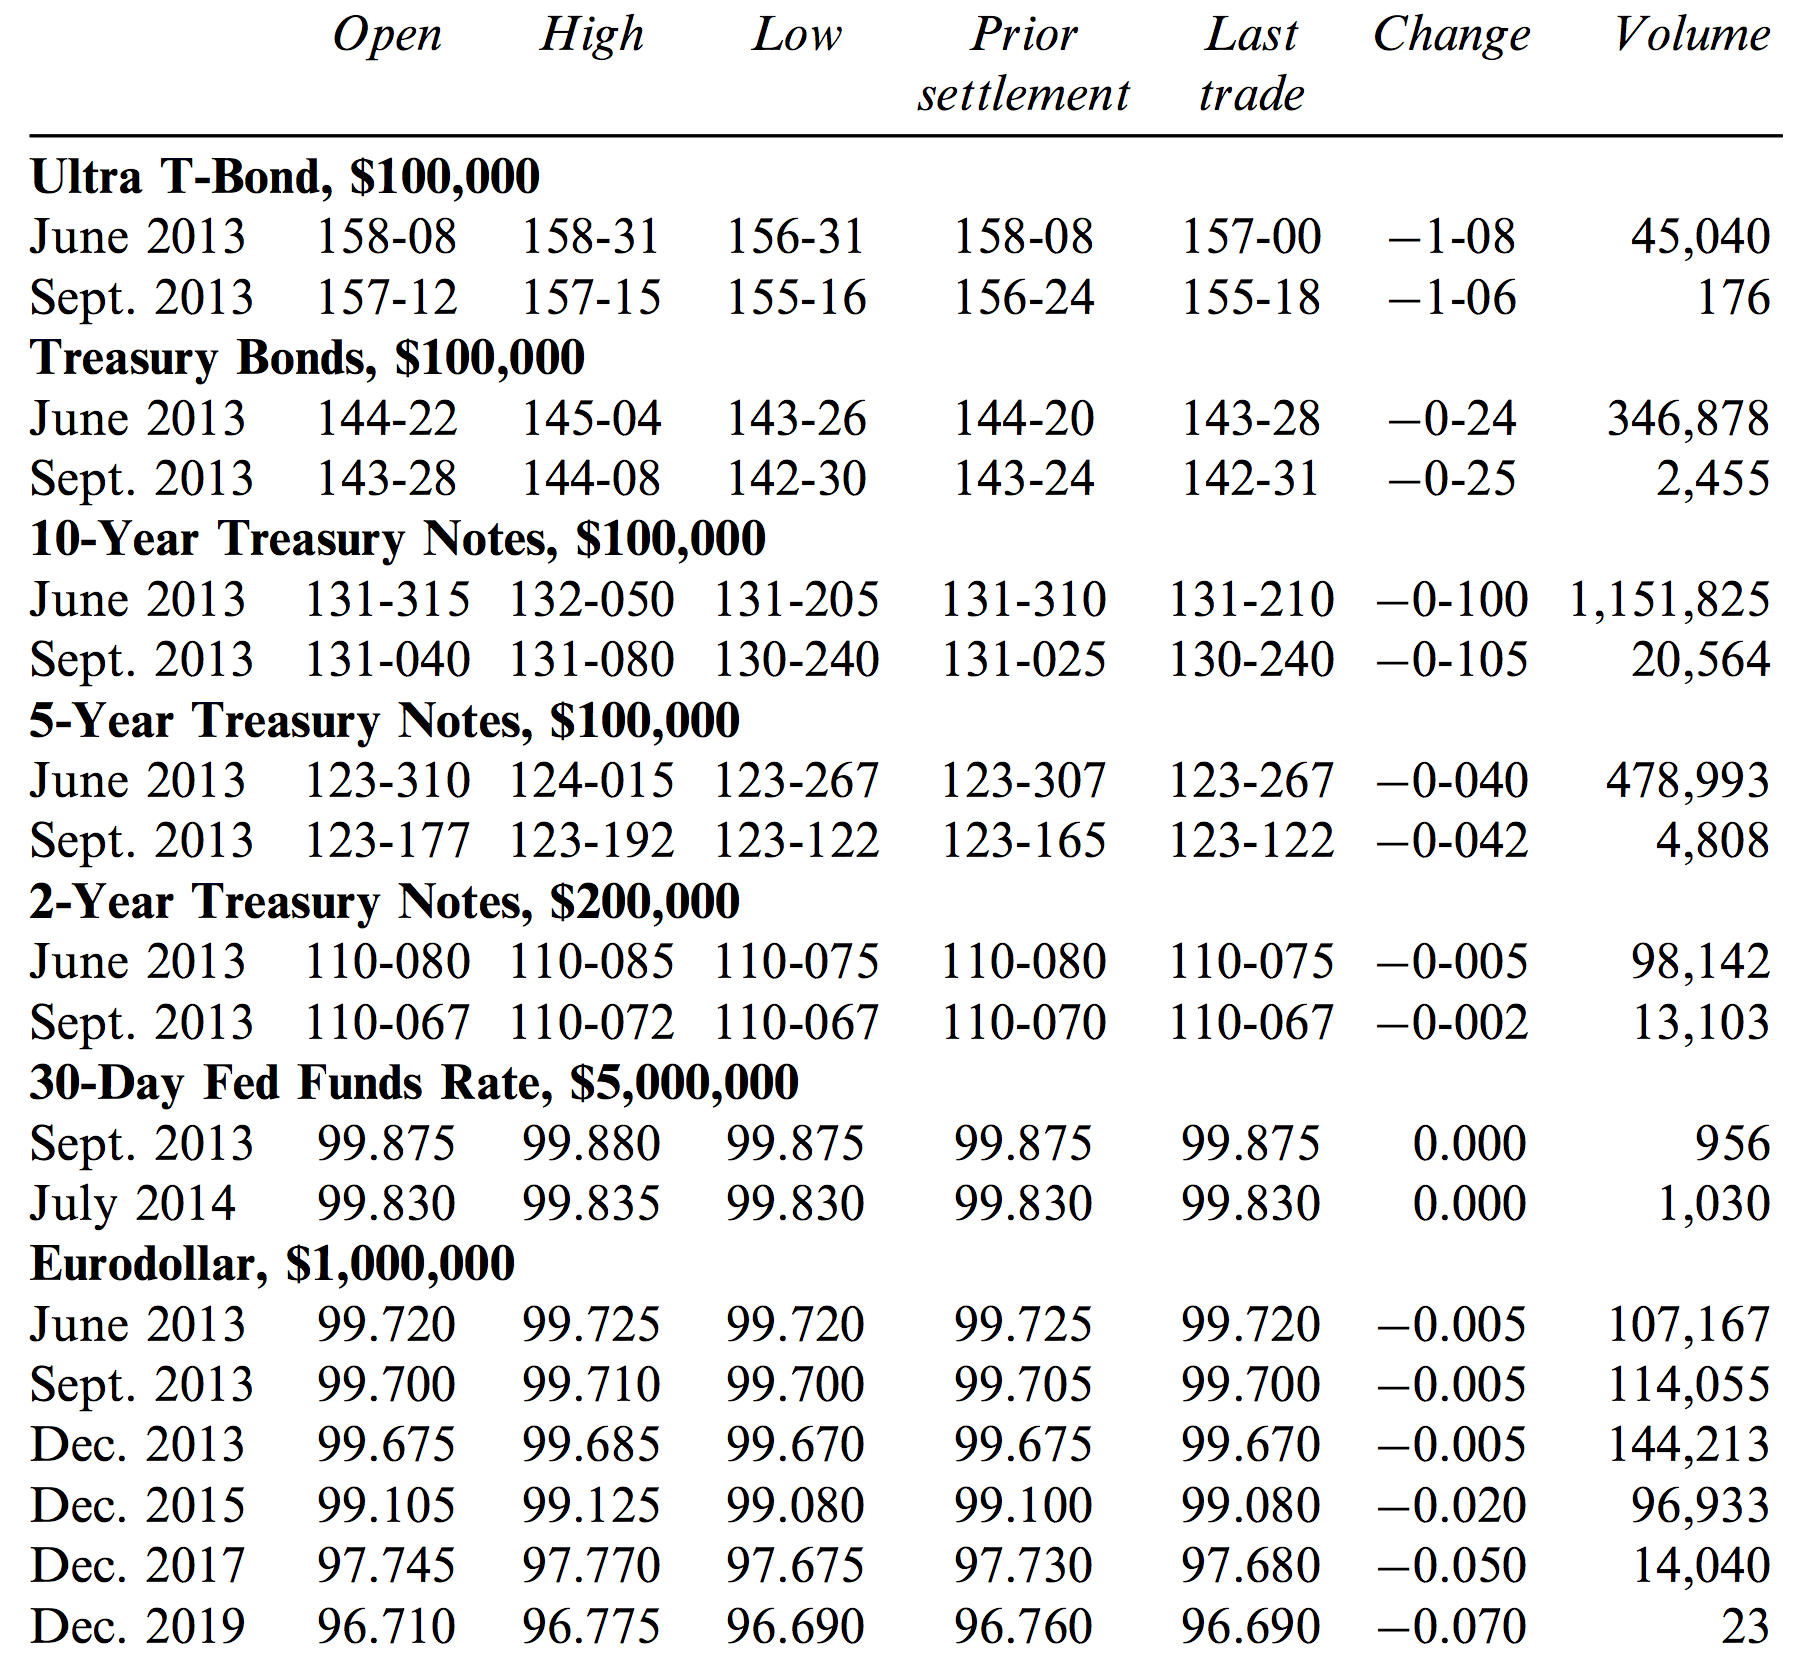 Open High Low Prior settlement Last trade Change Volume
Ultra T-Bond, $100,000
June 2013 158-08 158-31 156-31 158-08 157-00 −1-08 45,040
Sept. 2013 157-12 157-15 155-16 156-24 155-18 −1-06 176
Treasury Bonds, $100,000
June 2013 144-22 145-04 143-26 144-20 143-28 −0-24 346,878
Sept. 2013 143-28 144-08 142-30 143-24 142-31 −0-25 2,455
10-Year Treasury Notes, $100,000
June 2013 131-315 132-050 131-205 131-310 131-210 −0-100 1,151,825
Sept. 2013 131-040 131-080 130-240 131-025 130-240 −0-105 20,564
5-Year Treasury Notes, $100,000
June 2013 123-310 124-015 123-267 123-307 123-267 −0-040 478,993
Sept. 2013 123-177 123-192 123-122 123-165 123-122 −0-042 4,808
2-Year Treasury Notes, $200,000
June 2013 110-080 110-085 110-075 110-080 110-075 −0-005 98,142
Sept. 2013 110-067 110-072 110-067 110-070 110-067 −0-002 13,103
30-Day Fed Funds Rate, $5,000,000
Sept. 2013 99.875 99.880 99.875 99.875 99.875 0.000 956
July 2014 99.830 99.835 99.830 99.830 99.830 0.000 1,030
Eurodollar, $1,000,000
June 2013 99.720 99.725 99.720 99.725 99.720 −0.005 107,167
Sept. 2013 99.700 99.710 99.700 99.705 99.700 −0.005 114,055
Dec. 2013 99.675 99.685 99.670 99.675 99.670 −0.005 144,213
Dec. 2015 99.105 99.125 99.080 99.100 99.080 −0.020 96,933
Dec. 2017 97.745 97.770 97.675 97.730 97.680 −0.050 14,040
Dec. 2019 96.710 96.775 96.690 96.760 96.690 −0.070 23